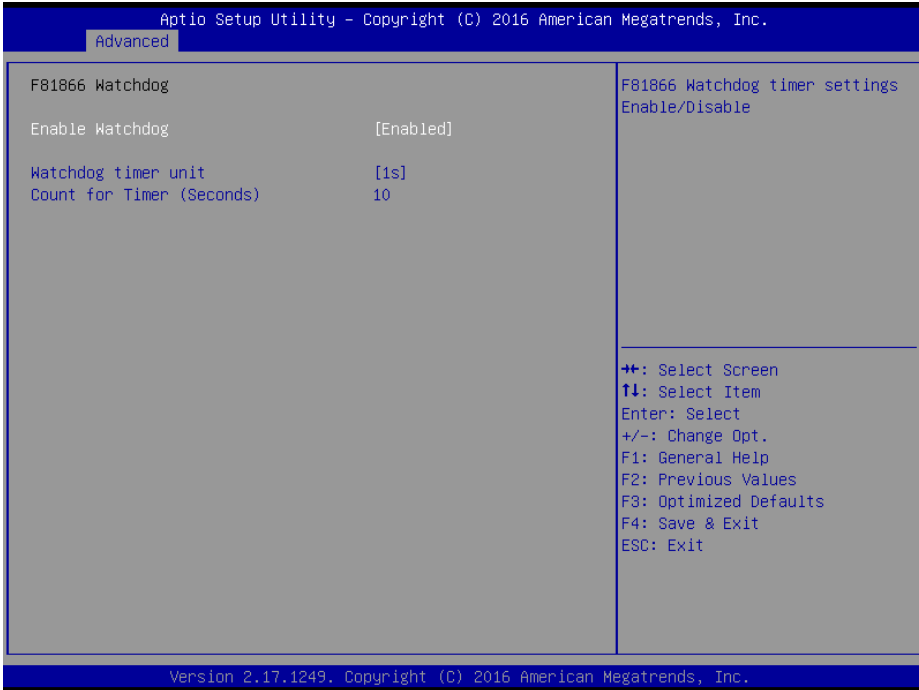 Aptio Setup Utility – Copyright (C) 2016 American Megatrends, Inc.
Advanced
F81866 Watchdog
Enable Watchdog [Enabled]
Watchdog timer unit [1s]
Count for Timer (Seconds) 10
F81866 Watchdog timer settings
Enable/Disable
→←: Select Screen
↑↓: Select Item
Enter: Select
+/-: Change Opt.
F1: General Help
F2: Previous Values
F3: Optimized Defaults
F4: Save & Exit
ESC: Exit
Version 2.17.1249. Copyright (C) 2016 American Megatrends, Inc.